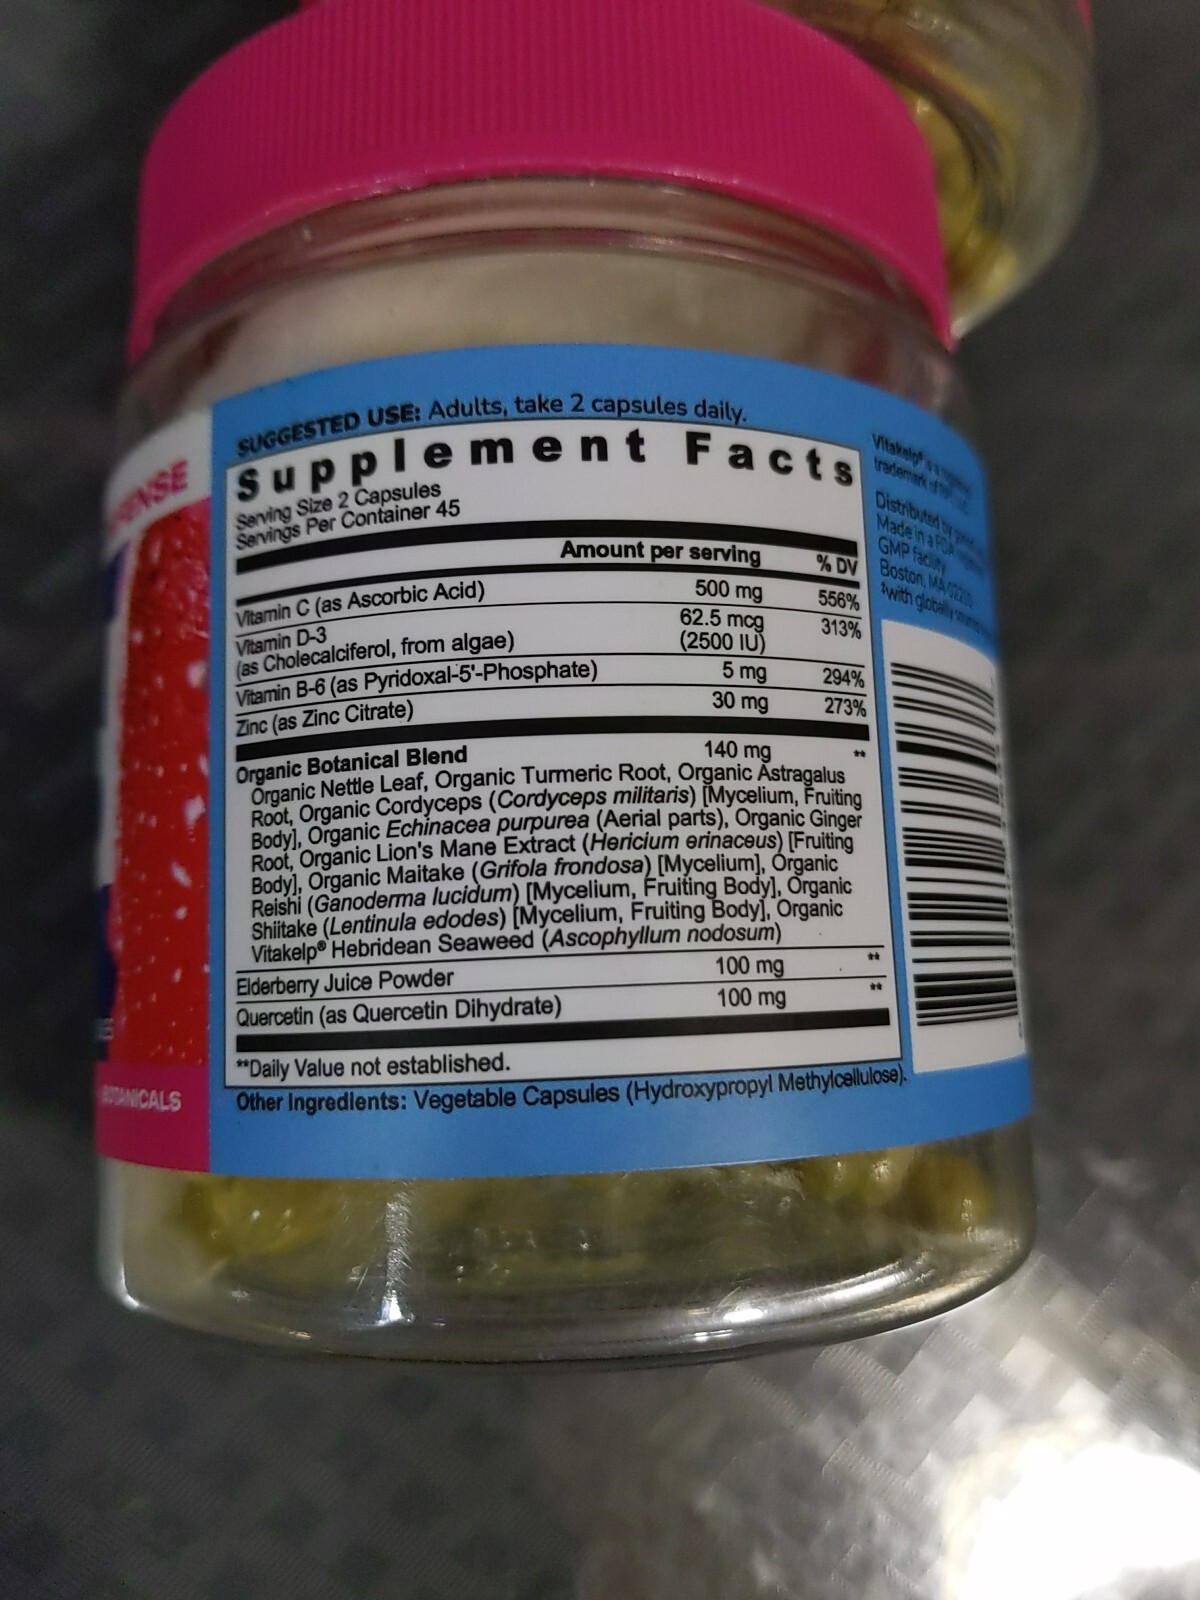 SUGGESTED USE: Adults, take 2 capsules daily.
Supplement Facts
Serving Size 2 Capsules
Servings Per Container 45
Amount per serving % DV
Vitamin C (as Ascorbic Acid) 500 mg 556%
Vitamin D-3 62.5 mcg 313%
(as Cholecalciferol, from algae) (2500 IU)
Vitamin B-6 (as Pyridoxal-5'-Phosphate) 5 mg 294%
Zinc (as Zinc Citrate) 30 mg 273%
Organic Botanical Blend 140 mg **
Organic Nettle Leaf, Organic Turmeric Root, Organic Astragalus
Root, Organic Cordyceps (Cordyceps militaris) [Mycelium, Fruiting
Body], Organic Echinacea purpurea (Aerial parts), Organic Ginger
Root, Organic Lion's Mane Extract (Hericium erinaceus) [Fruiting
Body], Organic Maitake (Grifola frondosa) [Mycelium], Organic
Reishi (Ganoderma lucidum) [Mycelium, Fruiting Body], Organic
Shiitake (Lentinula edodes) [Mycelium, Fruiting Body], Organic
Vitakelp® Hebridean Seaweed (Ascophyllum nodosum)
Elderberry Juice Powder 100 mg **
Quercetin (as Quercetin Dihydrate) 100 mg **
**Daily Value not established.
Other Ingredients: Vegetable Capsules (Hydroxypropyl Methylcellulose).
Vitakelp® is a
trademark of
Distributed by
Made in a FDA
GMP facility
Boston, MA
‡with globally
BOTANICALS